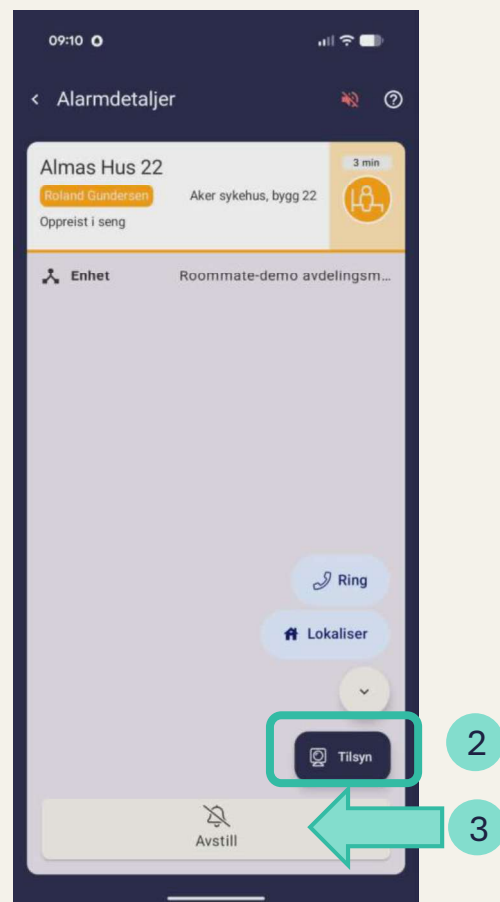 09:10
Alarmdetaljer
Almas Hus 22
3 min
Roland Gundersen
Aker sykehus, bygg 22
Oppreist i seng
Enhet
Roommate-demo avdelingsm...
Ring
Lokaliser
Tilsyn
2
Avstill
3